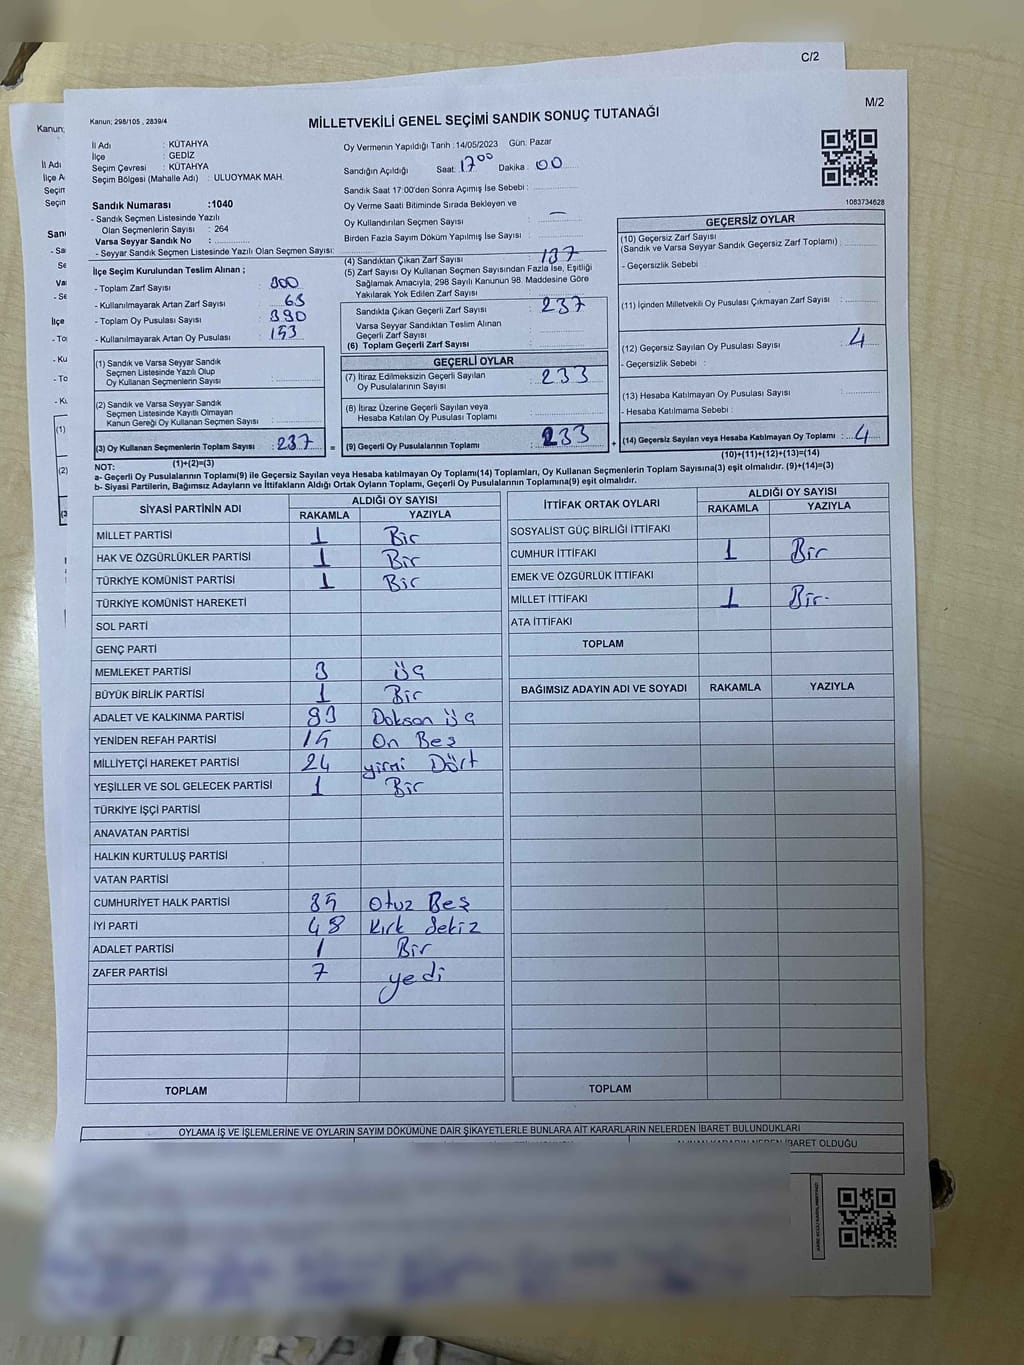 C/2
M/2
Kanun; 298/105 , 2839/4
MİLLETVEKİLİ GENEL SEÇİMİ SANDIK SONUÇ TUTANAĞI
İl Adı : KÜTAHYA
İlçe : GEDİZ
Seçim Çevresi : KÜTAHYA
Seçim Bölgesi (Mahalle Adı) : ULUOYMAK MAH.
Sandık Numarası :1040
- Sandık Seçmen Listesinde Yazılı
Olan Seçmenlerin Sayısı : 264
Varsa Seyyar Sandık No :
- Seyyar Sandık Seçmen Listesinde Yazılı Olan Seçmen Sayısı:
İlçe Seçim Kurulundan Teslim Alınan ;
- Toplam Zarf Sayısı : 300
- Kullanılmayarak Artan Zarf Sayısı : 63
- Toplam Oy Pusulası Sayısı : 390
- Kullanılmayarak Artan Oy Pusulası : 153
Oy Vermenin Yapıldığı Tarih :14/05/2023 Gün. Pazar
Sandığın Açıldığı Saat: 17 00 Dakika : 00
Sandık Saat 17:00'den Sonra Açımış İse Sebebi :
Oy Verme Saati Bitiminde Sırada Bekleyen ve
Oy Kullandırılan Seçmen Sayısı : —
Birden Fazla Sayım Döküm Yapılmış İse Sayısı :
(4) Sandıktan Çıkan Zarf Sayısı : 137
(5) Zarf Sayısı Oy Kullanan Seçmen Sayısından Fazla İse, Eşitliği
Sağlamak Amacıyla, 298 Sayılı Kanunun 98. Maddesine Göre
Yakılarak Yok Edilen Zarf Sayısı :
Sandıkta Çıkan Geçerli Zarf Sayısı : 237
Varsa Seyyar Sandıktan Teslim Alınan
Geçerli Zarf Sayısı :
(6) Toplam Geçerli Zarf Sayısı :
1083734628
GEÇERSİZ OYLAR
(10) Geçersiz Zarf Sayısı
(Sandık ve Varsa Seyyar Sandık Geçersiz Zarf Toplamı) :
- Geçersizlik Sebebi
(11) İçinden Milletvekili Oy Pusulası Çıkmayan Zarf Sayısı :
(12) Geçersiz Sayılan Oy Pusulası Sayısı : 4
- Geçersizlik Sebebi :
(13) Hesaba Katılmayan Oy Pusulası Sayısı :
- Hesaba Katılmama Sebebi :
(14) Geçersiz Sayılan veya Hesaba Katılmayan Oy Toplamı : 4
(10)+(11)+(12)+(13)=(14)
(1) Sandık ve Varsa Seyyar Sandık
Seçmen Listesinde Yazılı Olup
Oy Kullanan Seçmenlerin Sayısı :
(2) Sandık ve Varsa Seyyar Sandık
Seçmen Listesinde Kayıtlı Olmayan
Kanun Gereği Oy Kullanan Seçmen Sayısı :
(3) Oy Kullanan Seçmenlerin Toplam Sayısı : 237 =
(1)+(2)=(3)
GEÇERLİ OYLAR
(7) İtiraz Edilmeksizin Geçerli Sayılan
Oy Pusulalarının Sayısı : 233
(8) İtiraz Üzerine Geçerli Sayılan veya
Hesaba Katılan Oy Pusulası Toplamı :
(9) Geçerli Oy Pusulalarının Toplamı : 233 +
NOT:
a- Geçerli Oy Pusulalarının Toplamı(9) ile Geçersiz Sayılan veya Hesaba katılmayan Oy Toplamı(14) Toplamları, Oy Kullanan Seçmenlerin Toplam Sayısına(3) eşit olmalıdır. (9)+(14)=(3)
b- Siyasi Partilerin, Bağımsız Adayların ve İttifakların Aldığı Ortak Oyların Toplamı, Geçerli Oy Pusulalarının Toplamına(9) eşit olmalıdır.
SİYASİ PARTİNİN ADI ALDIĞI OY SAYISI
RAKAMLA YAZIYLA
MİLLET PARTİSİ 1 Bir
HAK VE ÖZGÜRLÜKLER PARTİSİ 1 Bir
TÜRKİYE KOMÜNİST PARTİSİ 1 Bir
TÜRKİYE KOMÜNİST HAREKETİ
SOL PARTİ
GENÇ PARTİ
MEMLEKET PARTİSİ 3 üç
BÜYÜK BİRLİK PARTİSİ 1 Bir
ADALET VE KALKINMA PARTİSİ 93 Doksan üç
YENİDEN REFAH PARTİSİ 15 On Beş
MİLLİYETÇİ HAREKET PARTİSİ 24 yirmi Dört
YEŞİLLER VE SOL GELECEK PARTİSİ 1 Bir
TÜRKİYE İŞÇİ PARTİSİ
ANAVATAN PARTİSİ
HALKIN KURTULUŞ PARTİSİ
VATAN PARTİSİ
CUMHURİYET HALK PARTİSİ 35 Otuz Beş
İYİ PARTİ 48 Kırk Sekiz
ADALET PARTİSİ 1 Bir
ZAFER PARTİSİ 7 yedi
TOPLAM
İTTİFAK ORTAK OYLARI ALDIĞI OY SAYISI
RAKAMLA YAZIYLA
SOSYALİST GÜÇ BİRLİĞİ İTTİFAKI
CUMHUR İTTİFAKI 1 Bir
EMEK VE ÖZGÜRLÜK İTTİFAKI
MİLLET İTTİFAKI 1 Bir
ATA İTTİFAKI
TOPLAM
BAĞIMSIZ ADAYIN ADI VE SOYADI RAKAMLA YAZIYLA
TOPLAM
OYLAMA İŞ VE İŞLEMLERİNE VE OYLARIN SAYIM DÖKÜMÜNE DAİR ŞİKAYETLERLE BUNLARA AİT KARARLARIN NELERDEN İBARET BULUNDUKLARI
İBARET OLDUĞU